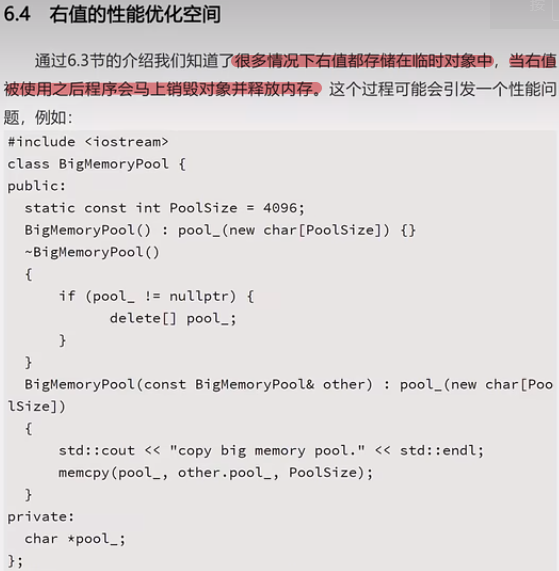 6.4 右值的性能优化空间
通过6.3节的介绍我们知道了很多情况下右值都存储在临时对象中，当右值
被使用之后程序会马上销毁对象并释放内存。这个过程可能会引发一个性能问
题，例如：
#include <iostream>
class BigMemoryPool {
public:
static const int PoolSize = 4096;
BigMemoryPool() : pool_(new char[PoolSize]) {}
~BigMemoryPool()
{
if (pool_ != nullptr) {
delete[] pool_;
}
}
BigMemoryPool(const BigMemoryPool& other) : pool_(new char[Poo
lSize])
{
std::cout << "copy big memory pool." << std::endl;
memcpy(pool_, other.pool_, PoolSize);
}
private:
char *pool_;
};